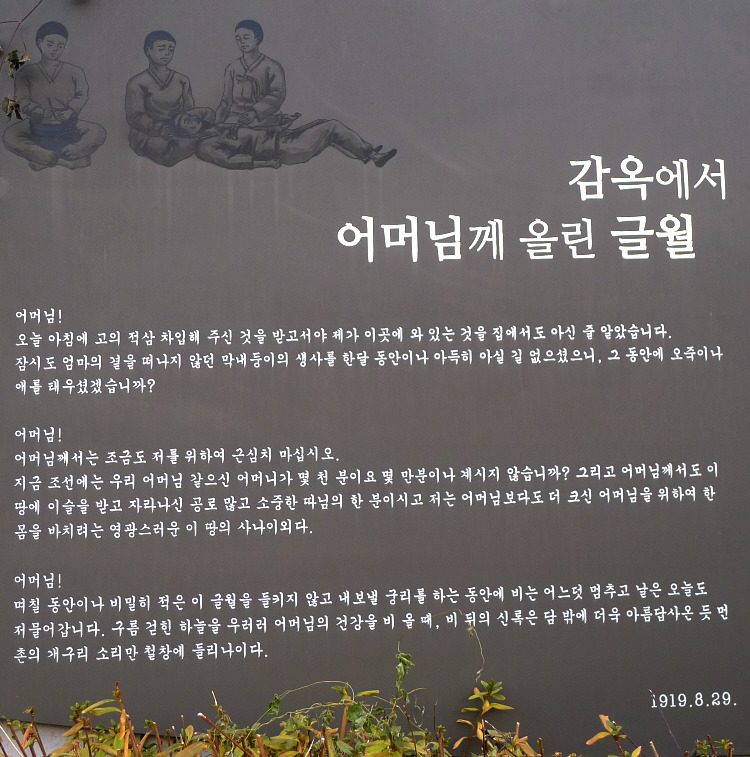 감옥에서
어머님께 올린 글월
어머님!
오늘 아침에 고의 적삼 차입해 주신 것을 받고서야 제가 이곳에 와 있는 것을 집에서도 아신 줄 알았습니다.
잠시도 엄마의 곁을 떠나지 않던 막내둥이의 생사를 한달 동안이나 아득히 아실 길 없으셨으니, 그 동안에 오죽이나
애를 태우셨겠습니까?
어머님!
어머님께서는 조금도 저를 위하여 근심치 마십시오.
지금 조선에는 우리 어머님 같으신 어머니가 몇 천 분이요 몇 만분이나 계시지 않습니까? 그리고 어머님께서도 이
땅에 이슬을 받고 자라나신 공로 많고 소중한 따님의 한 분이시고 저는 어머님보다도 더 크신 어머님을 위하여 한
몸을 바치려는 영광스러운 이 땅의 사나이외다.
어머님!
며칠 동안이나 비밀히 적은 이 글월을 들키지 않고 내보낼 궁리를 하는 동안에 비는 어느덧 멈추고 날은 오늘도
저물어갑니다. 구름 걷힌 하늘을 우러러 어머님의 건강을 비 올 때, 비 뒤의 신록은 담 밖에 더욱 아름답사온 듯 먼
촌의 개구리 소리만 철창에 들리나이다.
1919.8.29.